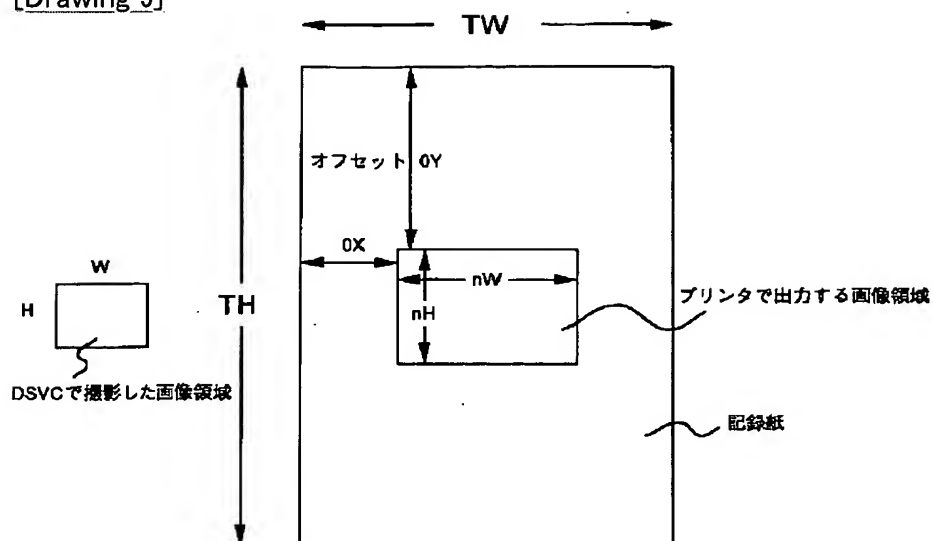 [Drawing 5]
TW
オフセット OY
OX
W
nW
プリンタで出力する画像領域
H
TH
nH
DSVCで撮影した画像領域
記録紙